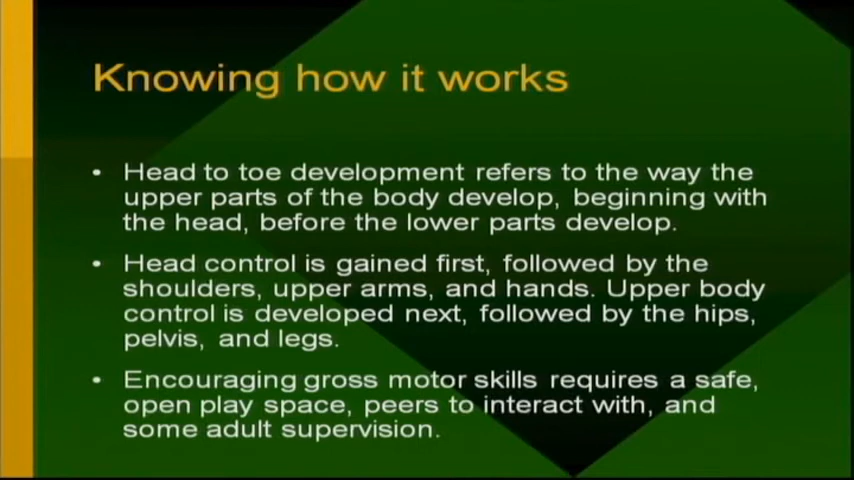 Knowing how it works
• Head to toe development refers to the way the
upper parts of the body develop, beginning with
the head, before the lower parts develop.
• Head control is gained first, followed by the
shoulders, upper arms, and hands. Upper body
control is developed next, followed by the hips,
pelvis, and legs.
• Encouraging gross motor skills requires a safe,
open play space, peers to interact with, and
some adult supervision.